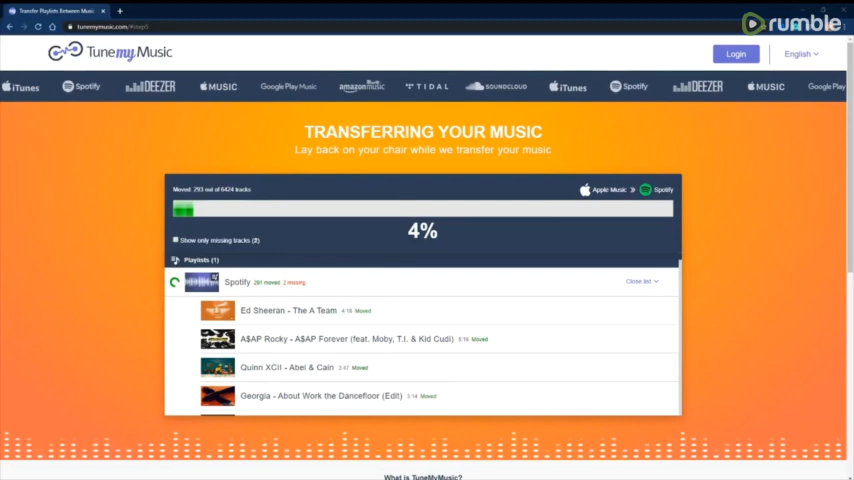 Transfer Playlists Between Music
tunemymusic.com/#step5
rumble
TunemyMusic
Login
English
iTunes
Spotify
DEEZER
MUSIC
Google Play Music
amazon music
TIDAL
SOUNDCLOUD
iTunes
Spotify
DEEZER
MUSIC
Google Play
TRANSFERRING YOUR MUSIC
Lay back on your chair while we transfer your music
Moved: 293 out of 6424 tracks
Apple Music
Spotify
4%
Show only missing tracks (2)
Playlists (1)
Spotify 291 moved 2 missing
Close list
Ed Sheeran - The A Team 4:18 Moved
A$AP Rocky - A$AP Forever (feat. Moby, T.I. & Kid Cudi) 5:16 Moved
Quinn XCII - Abel & Cain 3:47 Moved
Georgia - About Work the Dancefloor (Edit) 3:14 Moved
What is TuneMyMusic?